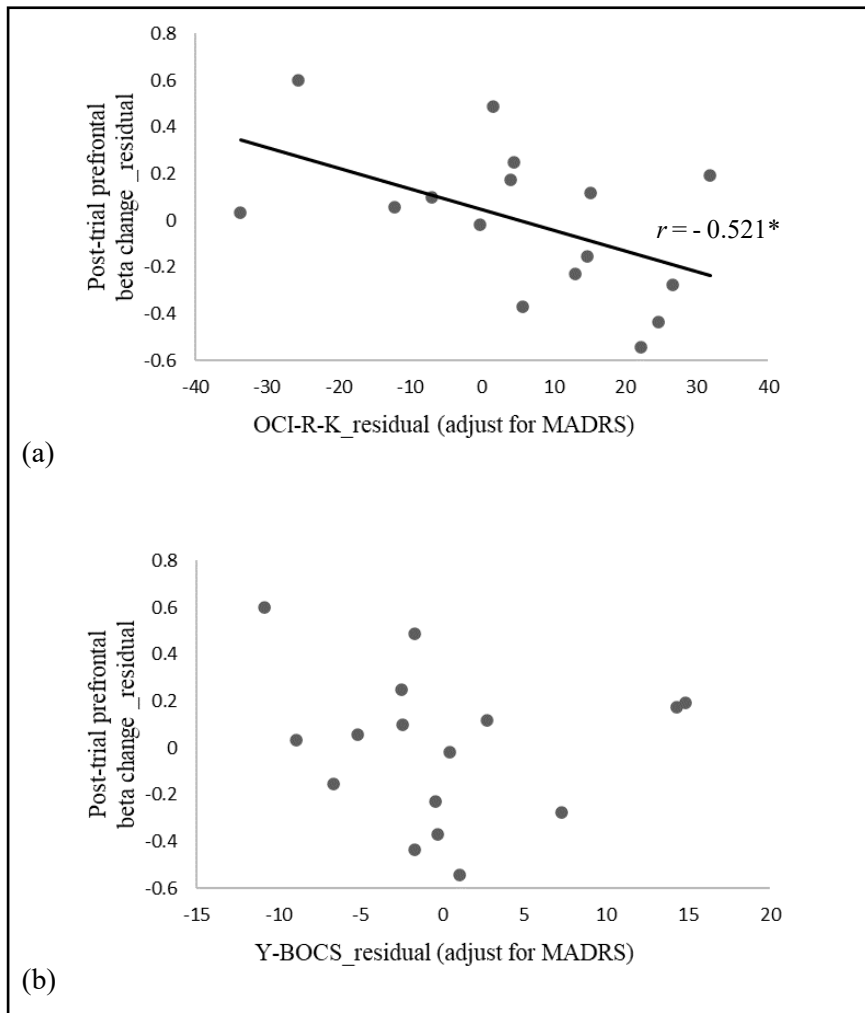 0.8
0.6
0.4
0.2
0
-0.2
-0.4
-0.6
Post-trial prefrontal
beta change _residual
r = - 0.521*
-40 -30 -20 -10 0 10 20 30 40
OCI-R-K_residual (adjust for MADRS)
(a)
0.8
0.6
0.4
0.2
0
-0.2
-0.4
-0.6
Post-trial prefrontal
beta change _residual
-15 -10 -5 0 5 10 15 20
Y-BOCS_residual (adjust for MADRS)
(b)